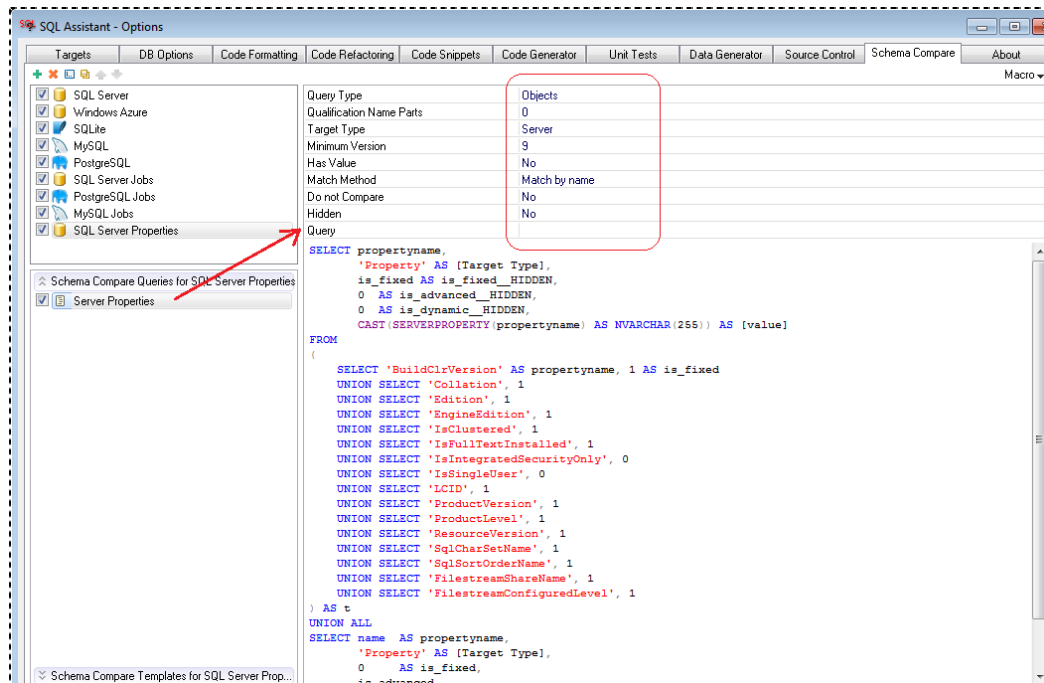 SQL Assistant - Options
Targets DB Options Code Formatting Code Refactoring Code Snippets Code Generator Unit Tests Data Generator Source Control Schema Compare About
Macro
SQL Server
Windows Azure
SQLite
MySQL
PostgreSQL
SQL Server Jobs
PostgreSQL Jobs
MySQL Jobs
SQL Server Properties
Schema Compare Queries for SQL Server Properties
Server Properties
Schema Compare Templates for SQL Server Prop...
Query Type Objects
Qualification Name Parts 0
Target Type Server
Minimum Version 9
Has Value No
Match Method Match by name
Do not Compare No
Hidden No
Query
SELECT propertyname,
'Property' AS [Target Type],
is_fixed AS is_fixed__HIDDEN,
0 AS is_advanced__HIDDEN,
0 AS is_dynamic__HIDDEN,
CAST(SERVERPROPERTY(propertyname) AS NVARCHAR(255)) AS [value]
FROM
(
SELECT 'BuildClrVersion' AS propertyname, 1 AS is_fixed
UNION SELECT 'Collation', 1
UNION SELECT 'Edition', 1
UNION SELECT 'EngineEdition', 1
UNION SELECT 'IsClustered', 1
UNION SELECT 'IsFullTextInstalled', 1
UNION SELECT 'IsIntegratedSecurityOnly', 0
UNION SELECT 'IsSingleUser', 0
UNION SELECT 'LCID', 1
UNION SELECT 'ProductVersion', 1
UNION SELECT 'ProductLevel', 1
UNION SELECT 'ResourceVersion', 1
UNION SELECT 'SqlCharSetName', 1
UNION SELECT 'SqlSortOrderName', 1
UNION SELECT 'FilestreamShareName', 1
UNION SELECT 'FilestreamConfiguredLevel', 1
) AS t
UNION ALL
SELECT name AS propertyname,
'Property' AS [Target Type],
0 AS is_fixed,
is_advanced